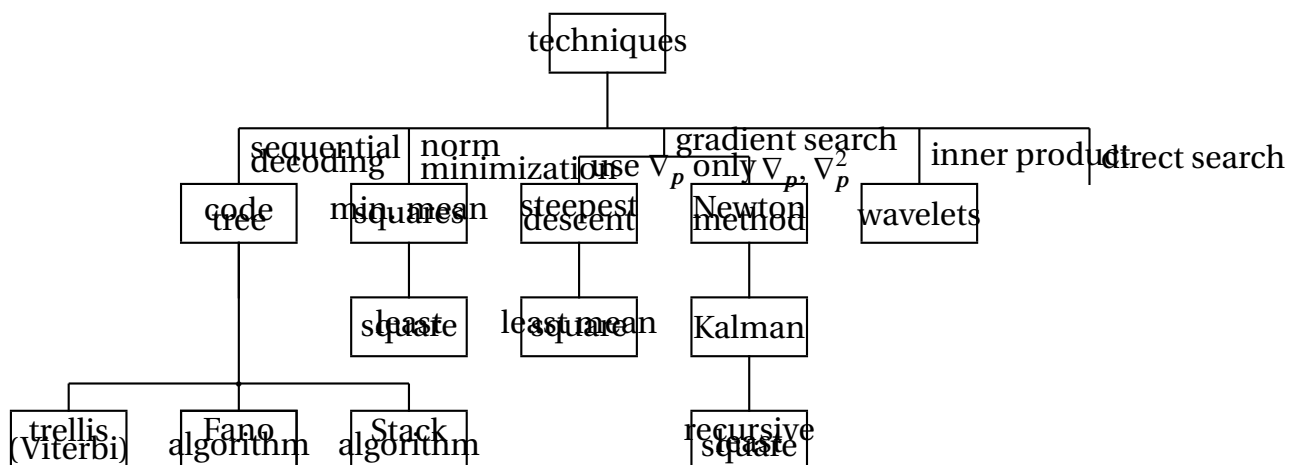 techniques
sequential
decoding
norm
minimization
gradient search
use ∇p only
∇p, ∇p²
inner product
direct search
code
tree
min. mean
squares
steepest
descent
Newton
method
wavelets
least
square
least mean
square
Kalman
trellis
(Viterbi)
Fano
algorithm
Stack
algorithm
recursive
least
square